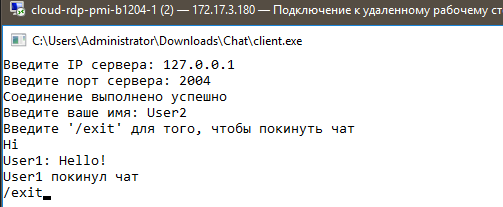 cloud-rdp-pmi-b1204-1 (2) — 172.17.3.180 — Подключение к удаленному рабочему ст
C:\Users\Administrator\Downloads\Chat\client.exe
Введите IP сервера: 127.0.0.1
Введите порт сервера: 2004
Соединение выполнено успешно
Введите ваше имя: User2
Введите '/exit' для того, чтобы покинуть чат
Hi
User1: Hello!
User1 покинул чат
/exit